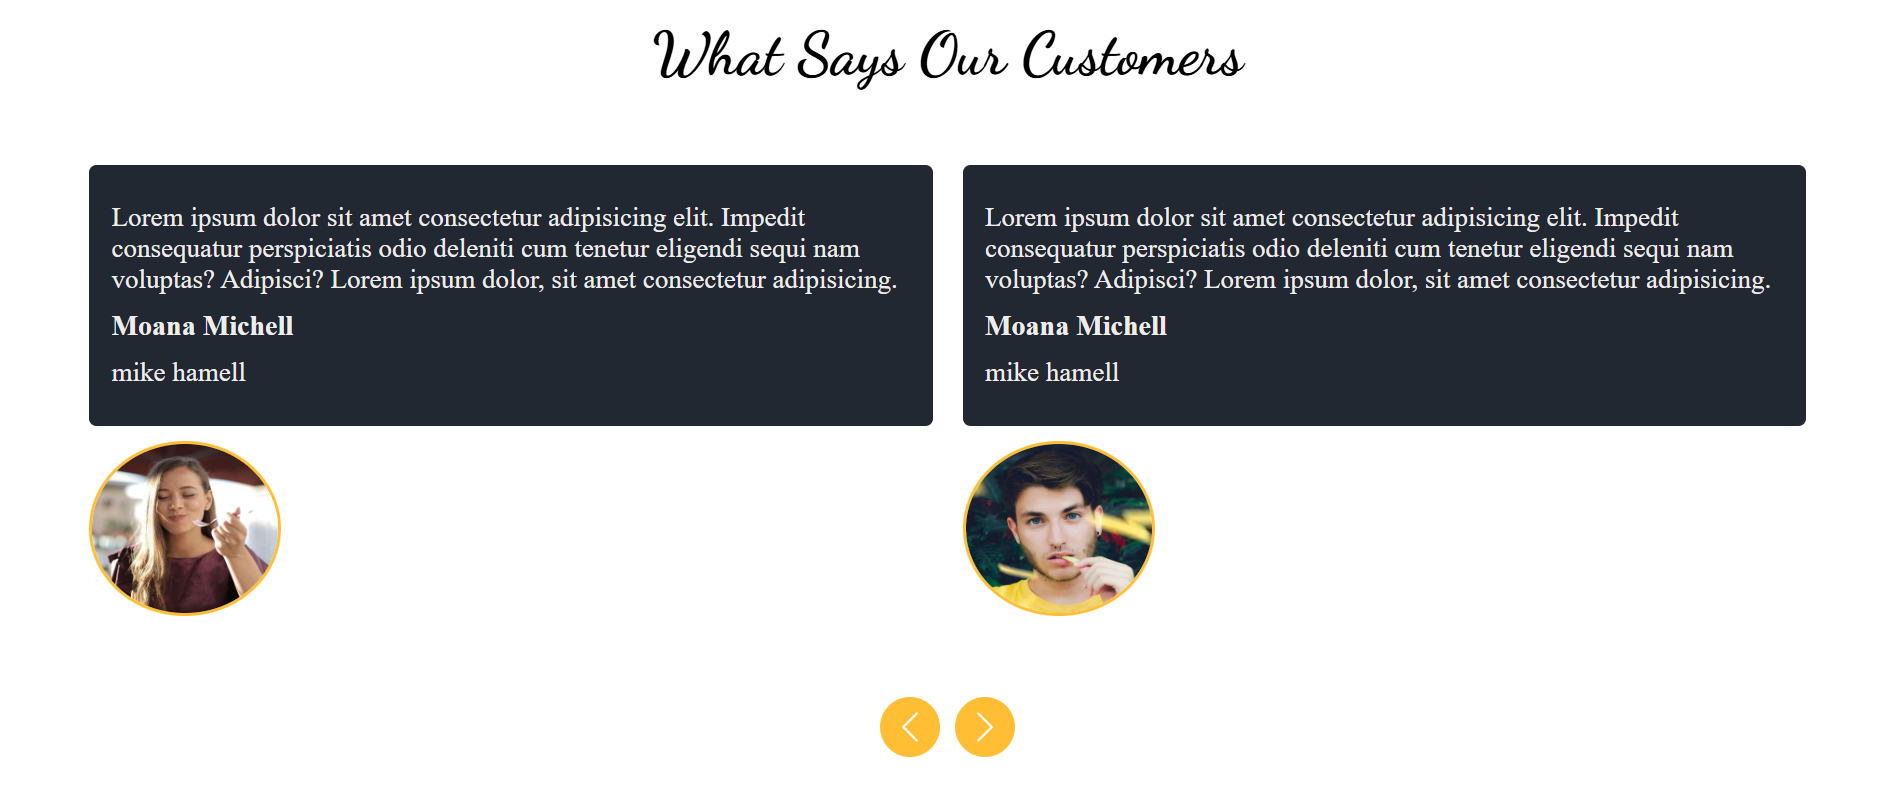 What Says Our Customers
Lorem ipsum dolor sit amet consectetur adipisicing elit. Impedit
consequatur perspiciatis odio deleniti cum tenetur eligendi sequi nam
voluptas? Adipisci? Lorem ipsum dolor, sit amet consectetur adipisicing.
Moana Michell
mike hamell
Lorem ipsum dolor sit amet consectetur adipisicing elit. Impedit
consequatur perspiciatis odio deleniti cum tenetur eligendi sequi nam
voluptas? Adipisci? Lorem ipsum dolor, sit amet consectetur adipisicing.
Moana Michell
mike hamell